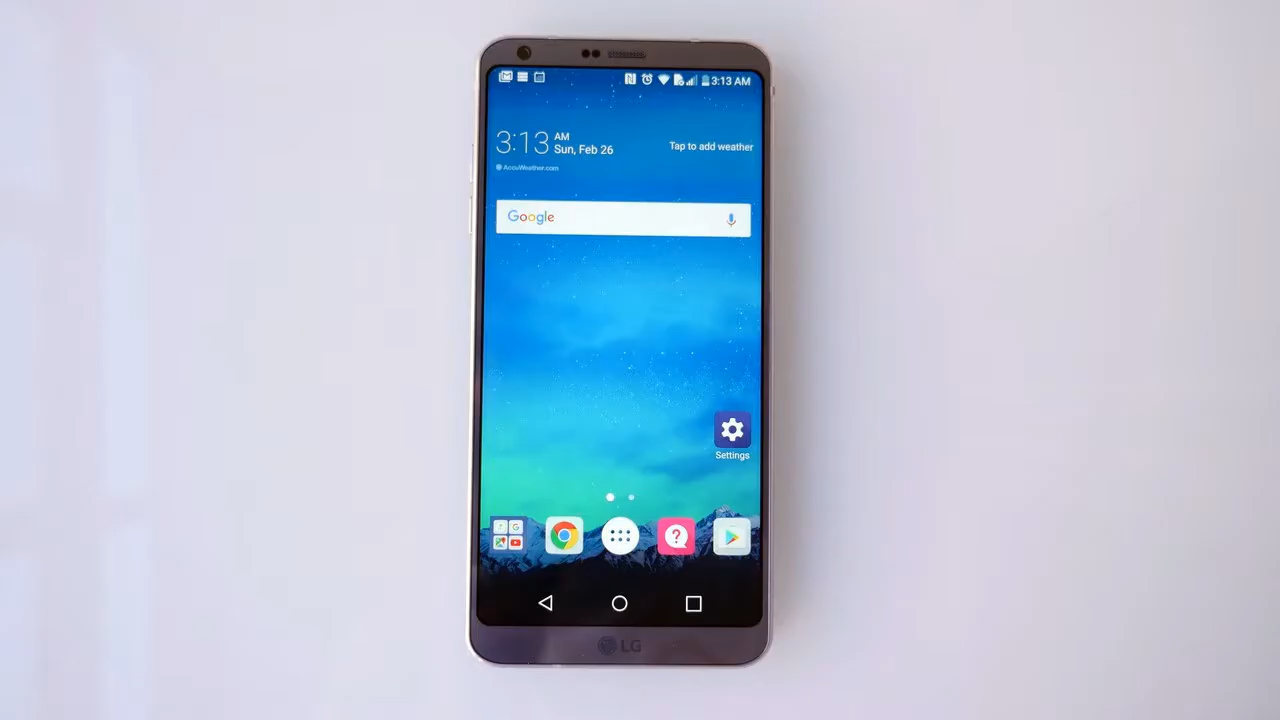 3:13 AM
3:13 AM
Sun, Feb 26
Tap to add weather
AccuWeather.com
Google
Settings
LG